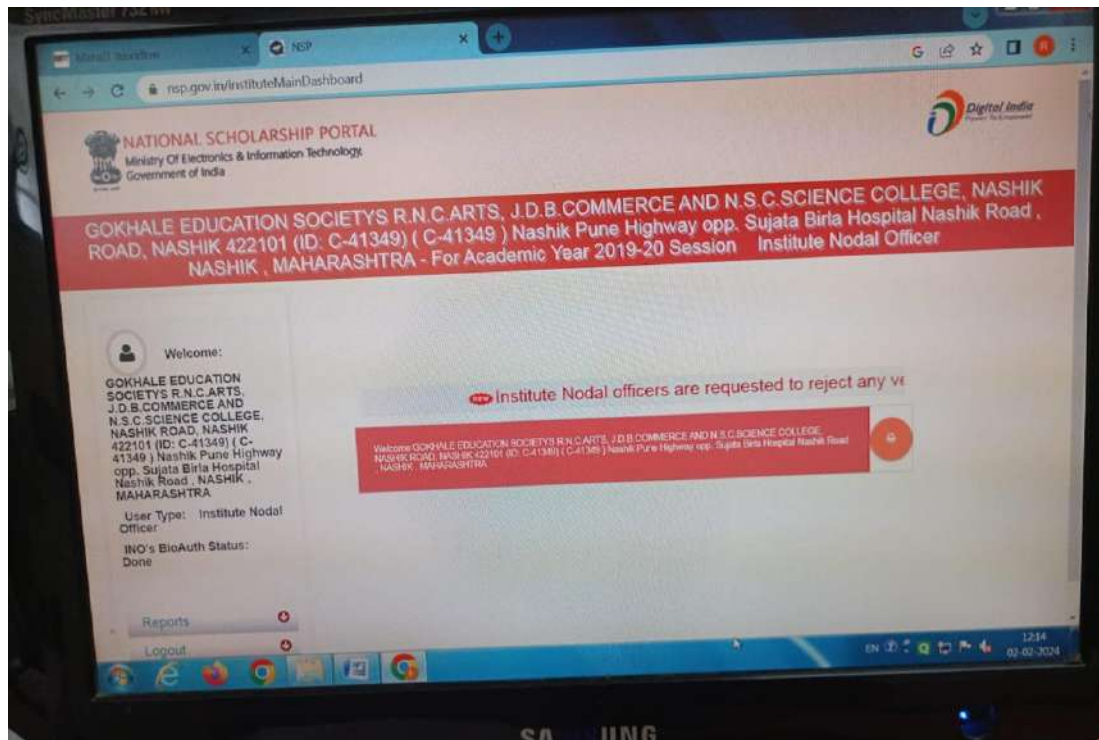 SyncMaster 732
NSP
nsp.gov.in/instituteMainDashboard
NATIONAL SCHOLARSHIP PORTAL
Ministry Of Electronics & Information Technology,
Government of India
Digital India
Power To Empower
GOKHALE EDUCATION SOCIETYS R.N.C.ARTS, J.D.B.COMMERCE AND N.S.C.SCIENCE COLLEGE, NASHIK
ROAD, NASHIK 422101 (ID: C-41349) ( C-41349 ) Nashik Pune Highway opp. Sujata Birla Hospital Nashik Road ,
NASHIK , MAHARASHTRA - For Academic Year 2019-20 Session Institute Nodal Officer
Welcome:
GOKHALE EDUCATION
SOCIETYS R.N.C.ARTS,
J.D.B.COMMERCE AND
N.S.C.SCIENCE COLLEGE,
NASHIK ROAD, NASHIK
422101 (ID: C-41349) ( C-
41349 ) Nashik Pune Highway
opp. Sujata Birla Hospital
Nashik Road , NASHIK ,
MAHARASHTRA
User Type: Institute Nodal
Officer
INO's BioAuth Status:
Done
Reports
Logout
new Institute Nodal officers are requested to reject any ve
Welcome GOKHALE EDUCATION SOCIETYS R.N.C.ARTS, J.D.B.COMMERCE AND N.S.C.SCIENCE COLLEGE,
NASHIK ROAD, NASHIK 422101 (ID: C-41349) ( C-41349 ) Nashik Pune Highway opp. Sujata Birla Hospital Nashik Road
, NASHIK , MAHARASHTRA
EN
12:14
02-02-2024
SA UNG